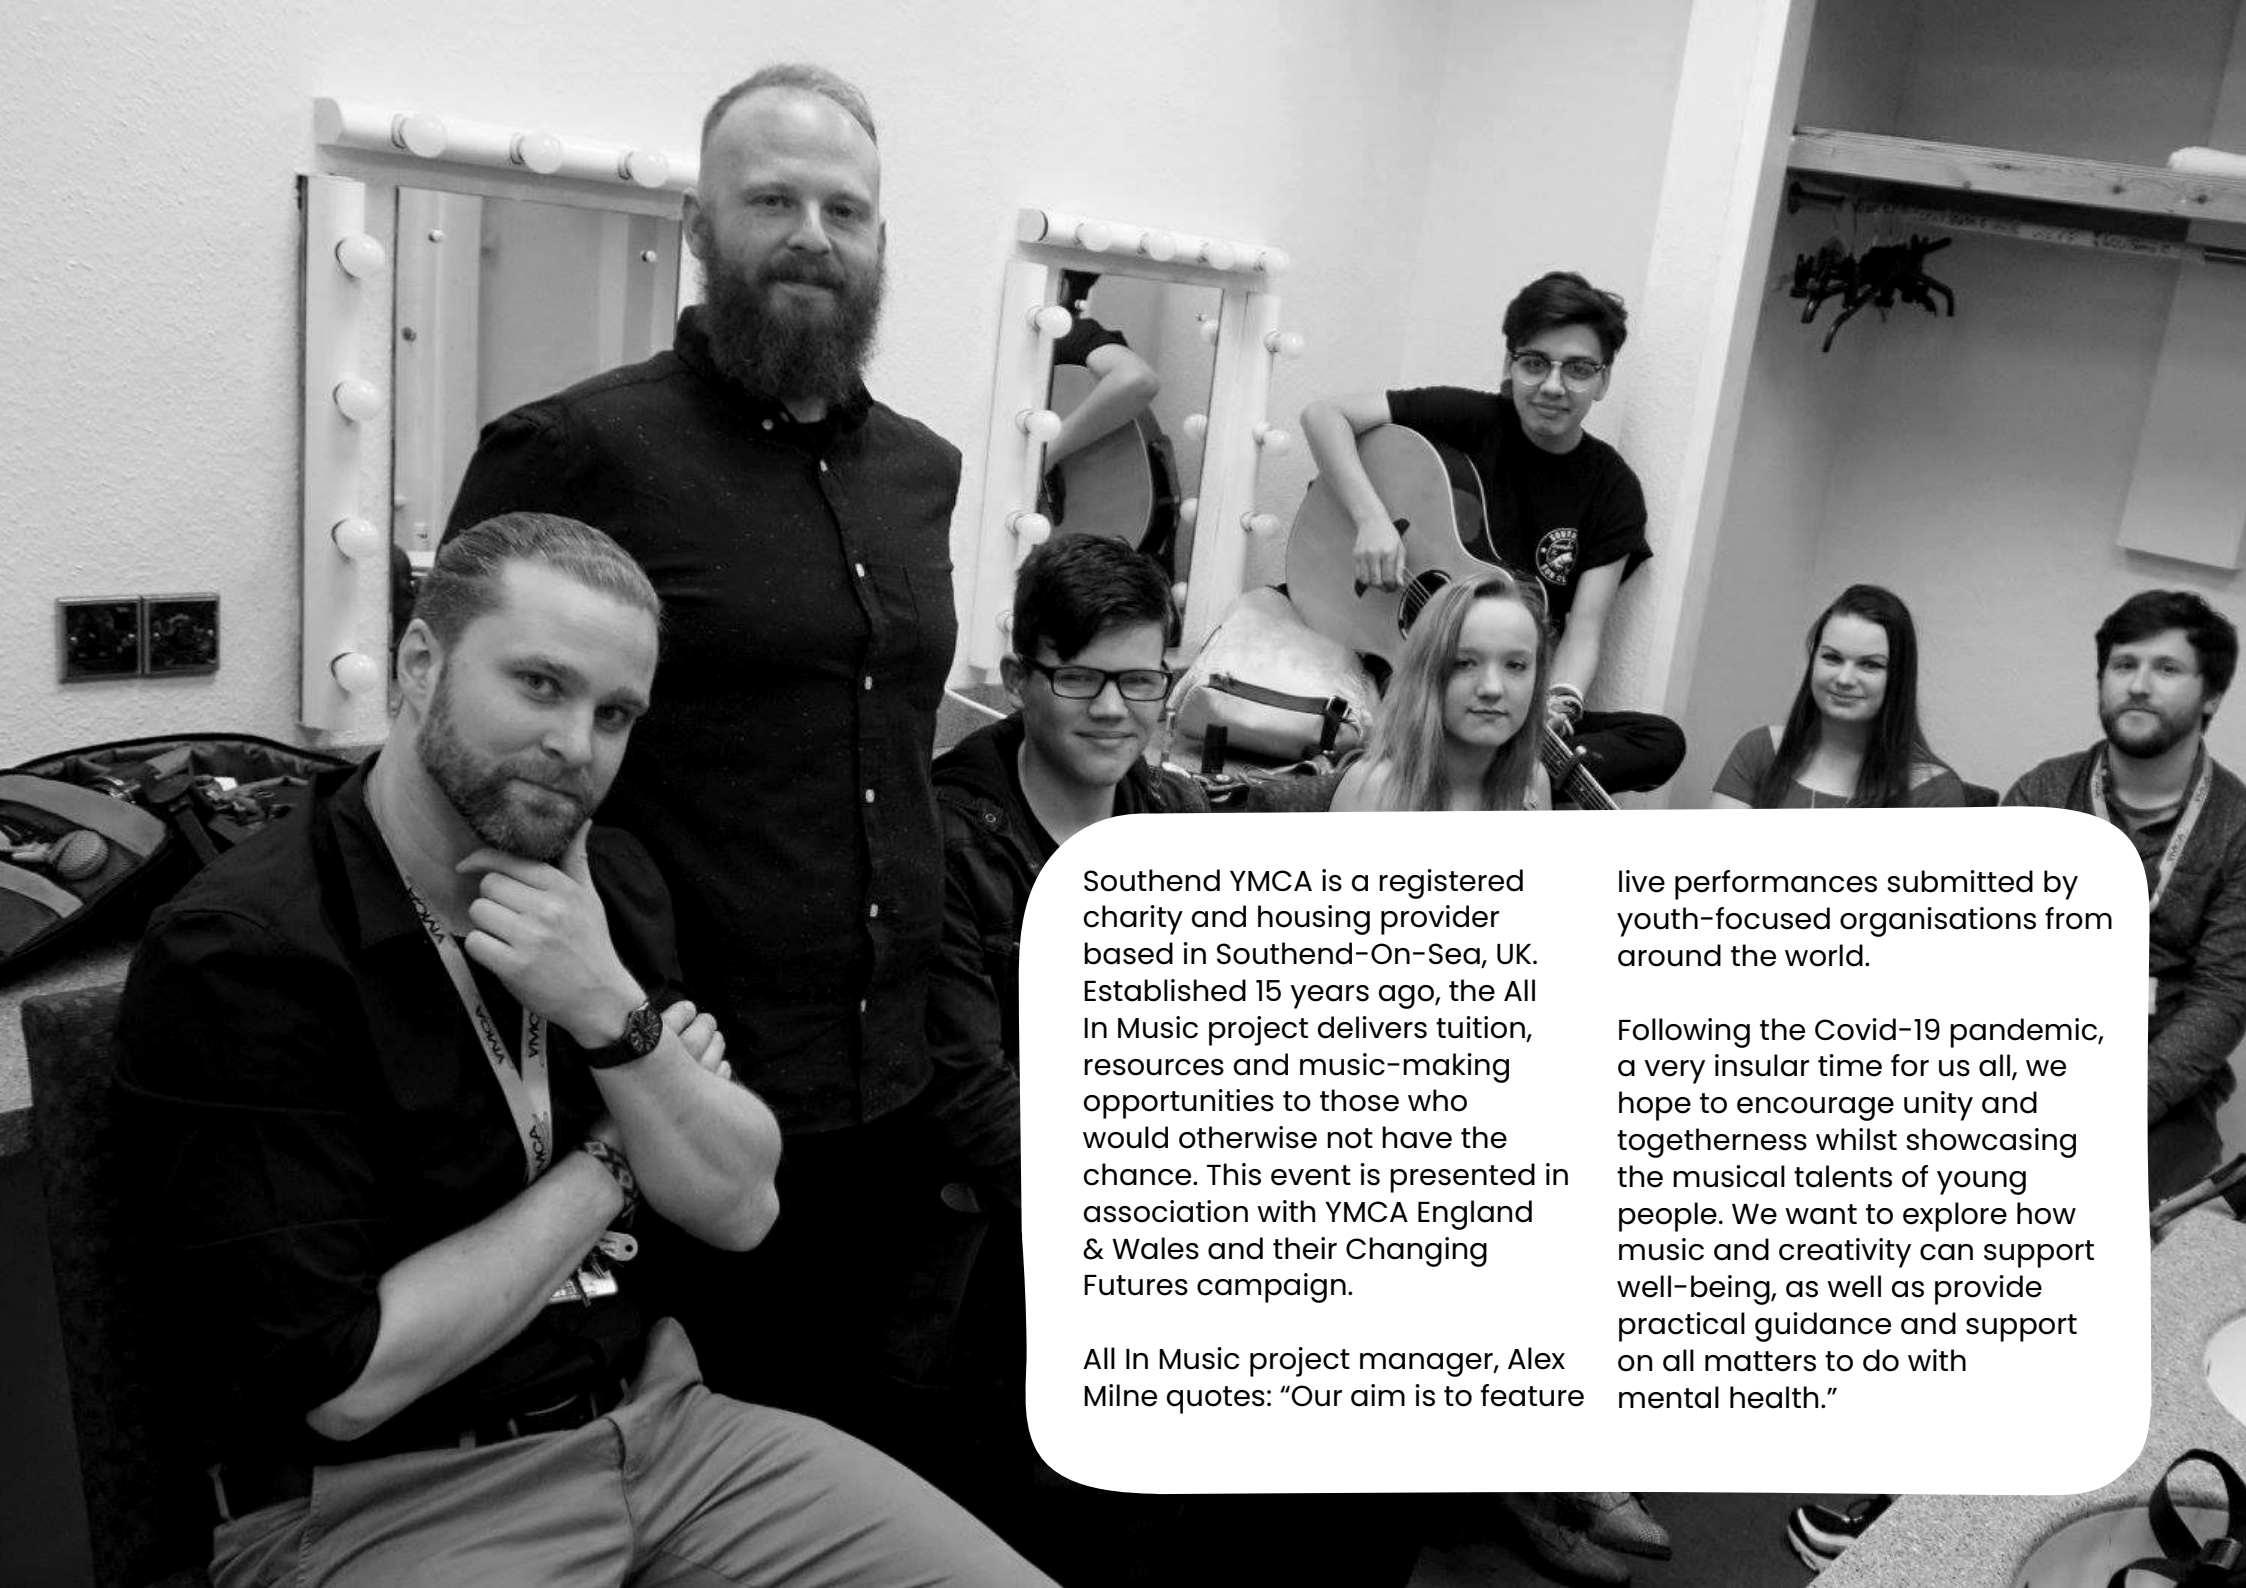 Southend YMCA is a registered
charity and housing provider
based in Southend-On-Sea, UK.
Established 15 years ago, the All
In Music project delivers tuition,
resources and music-making
opportunities to those who
would otherwise not have the
chance. This event is presented in
association with YMCA England
& Wales and their Changing
Futures campaign.
All In Music project manager, Alex
Milne quotes: “Our aim is to feature
live performances submitted by
youth-focused organisations from
around the world.
Following the Covid-19 pandemic,
a very insular time for us all, we
hope to encourage unity and
togetherness whilst showcasing
the musical talents of young
people. We want to explore how
music and creativity can support
well-being, as well as provide
practical guidance and support
on all matters to do with
mental health.”
YMCA
YMCA
YMCA